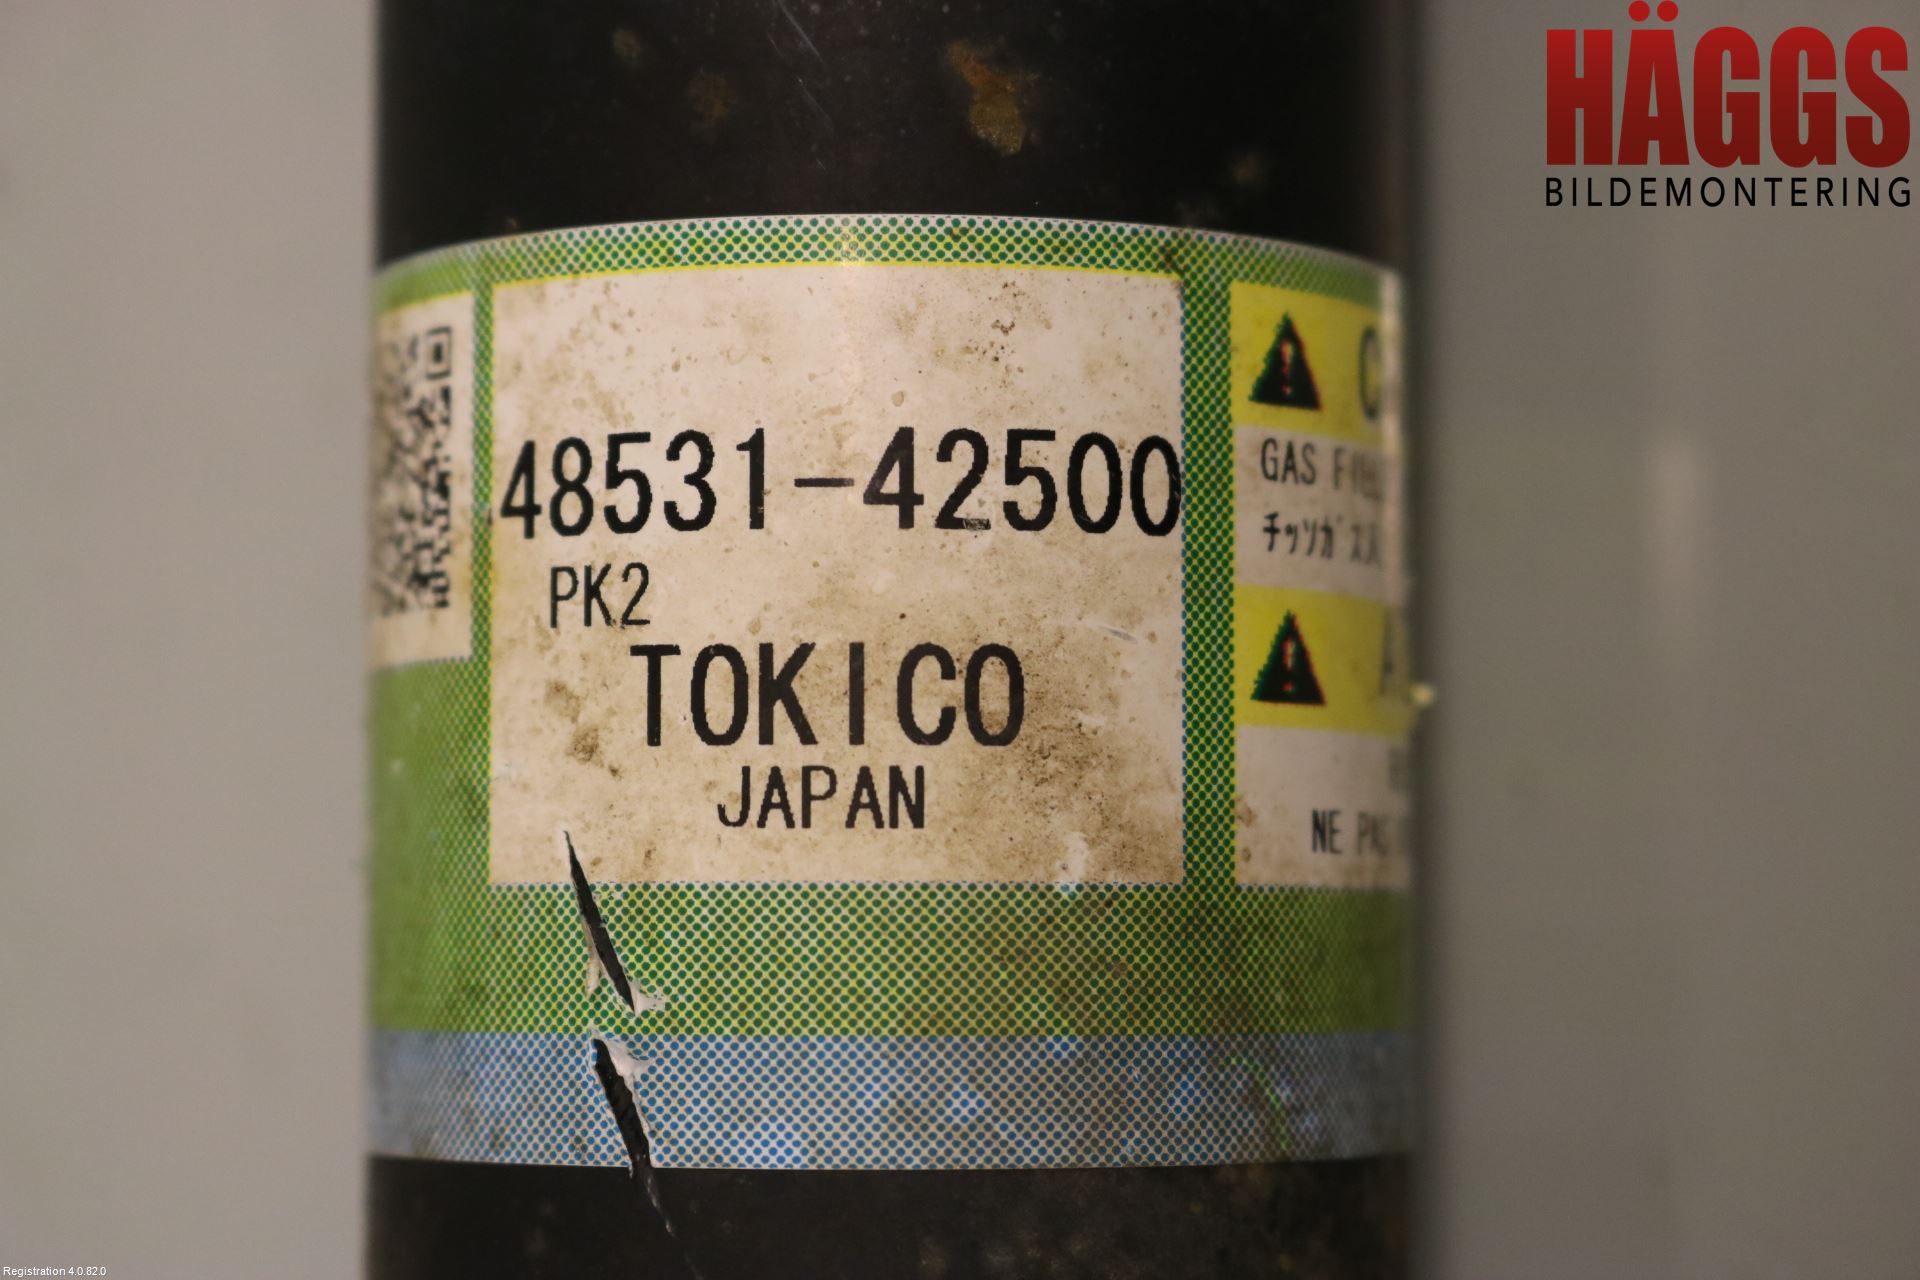 HÄGGS
BILDEMONTERING
48531-42500
PK2
TOKICO
JAPAN
GAS
チッソガス
NE
Registration 4.0.82.0